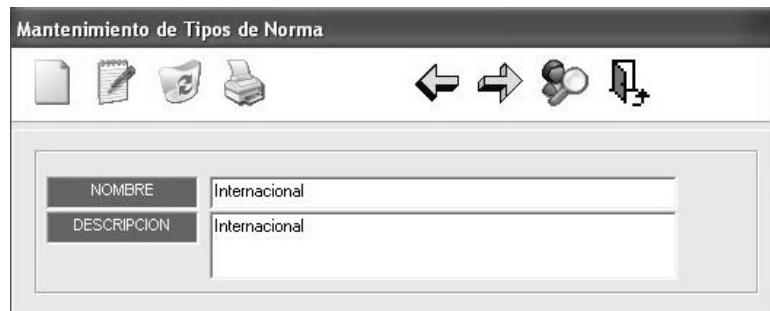 Mantenimiento de Tipos de Norma
NOMBRE
Internacional
DESCRIPCION
Internacional